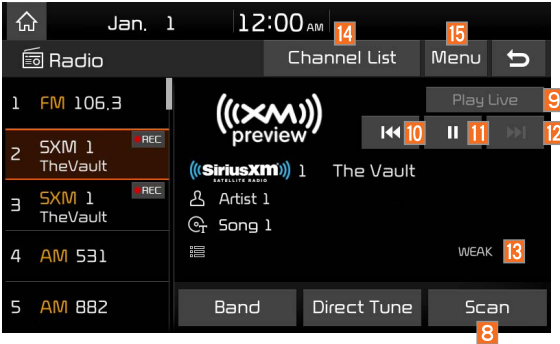 Jan. 1 12:00 AM
14 15
Radio Channel List Menu
1 FM 106.3
2 SXM 1 REC
TheVault
3 SXM 1 REC
TheVault
4 AM 531
5 AM 882
((XM))
preview
Play Live 9
10 11 12
((SiriusXM)) 1 The Vault
SATELLITE RADIO
Artist 1
Song 1
WEAK 13
Band Direct Tune Scan
8